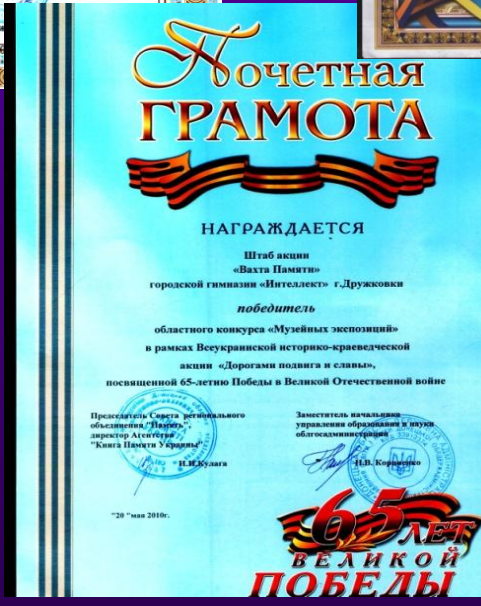 Почетная
ГРАМОТА
НАГРАЖДАЕТСЯ
Штаб акции
«Вахта Памяти»
городской гимназии «Интеллект» г.Дружковки
победитель
областного конкурса «Музейных экспозиций»
в рамках Всеукраинской историко-краеведческой
акции «Дорогами подвига и славы»,
посвященной 65-летию Победы в Великой Отечественной войне
Председатель Совета регионального
объединения "Память",
директор Агентства
"Книга Памяти Украины"
И.И.Кулага
Заместитель начальника
управления образования и науки
облгосадминистрации
Н.В.
"20 "мая 2010г.
65 ЛЕТ
ВЕЛИКОЙ
ПОБЕДЫ